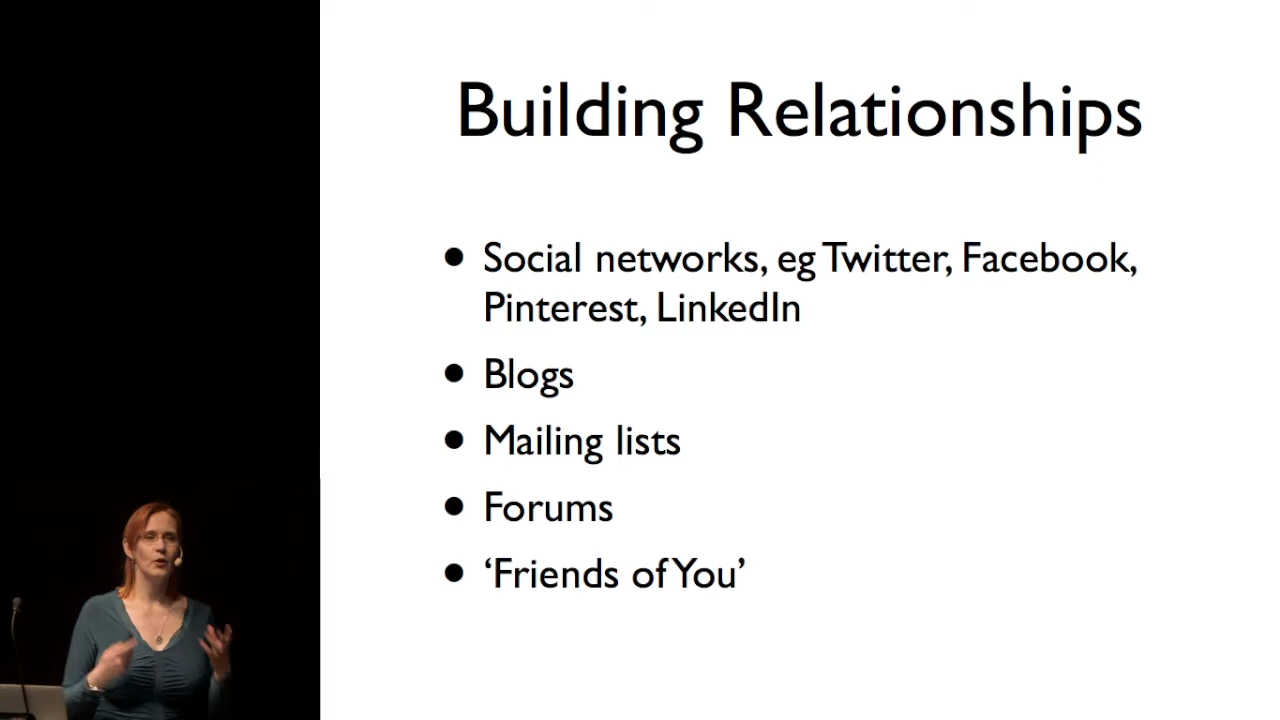 Building Relationships
• Social networks, eg Twitter, Facebook,
Pinterest, LinkedIn
• Blogs
• Mailing lists
• Forums
• ‘Friends of You’